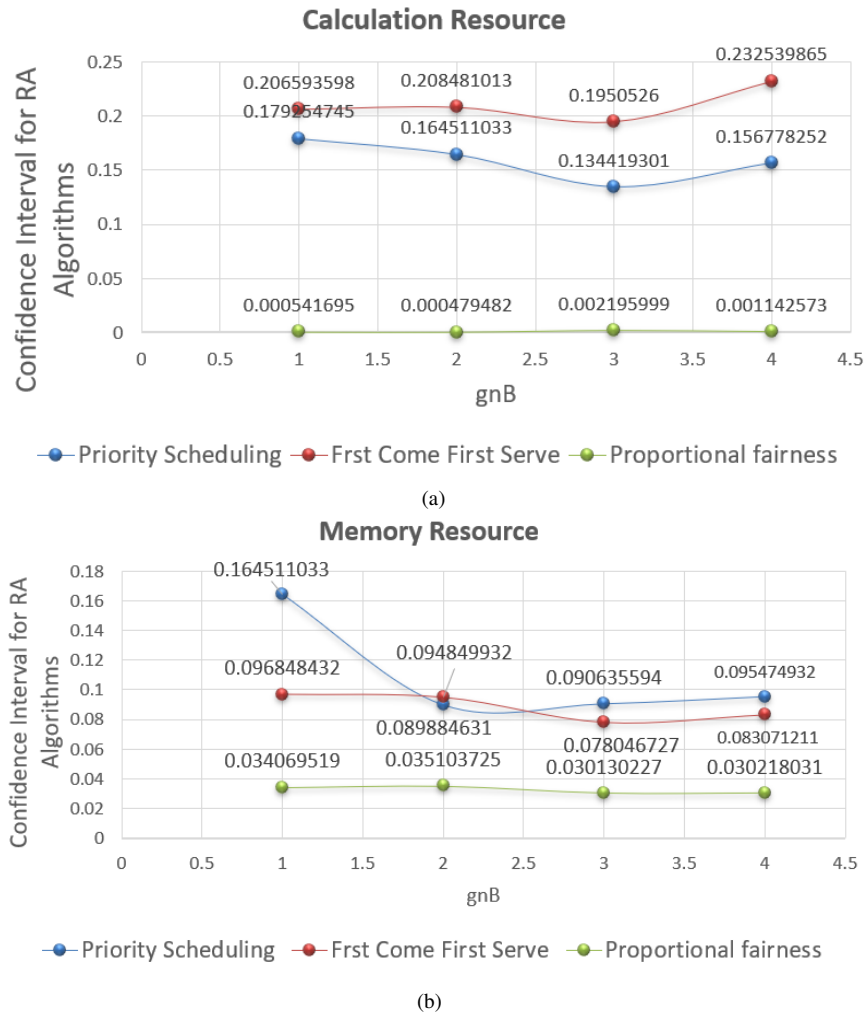 Calculation Resource
Confidence Interval for RA
Algorithms
0.25
0.2
0.15
0.1
0.05
0
0.206593598
0.208481013
0.1950526
0.232539865
0.179254745
0.164511033
0.134419301
0.156778252
0.000541695
0.000479482
0.002195999
0.001142573
0 0.5 1 1.5 2 2.5 3 3.5 4 4.5
gnB
Priority Scheduling Frst Come First Serve Proportional fairness
(a)
Memory Resource
Confidence Interval for RA
Algorithms
0.18
0.16
0.14
0.12
0.1
0.08
0.06
0.04
0.02
0
0.164511033
0.096848432
0.094849932
0.090635594
0.095474932
0.089884631
0.078046727
0.083071211
0.034069519
0.035103725
0.030130227
0.030218031
0 0.5 1 1.5 2 2.5 3 3.5 4 4.5
gnB
Priority Scheduling Frst Come First Serve Proportional fairness
(b)